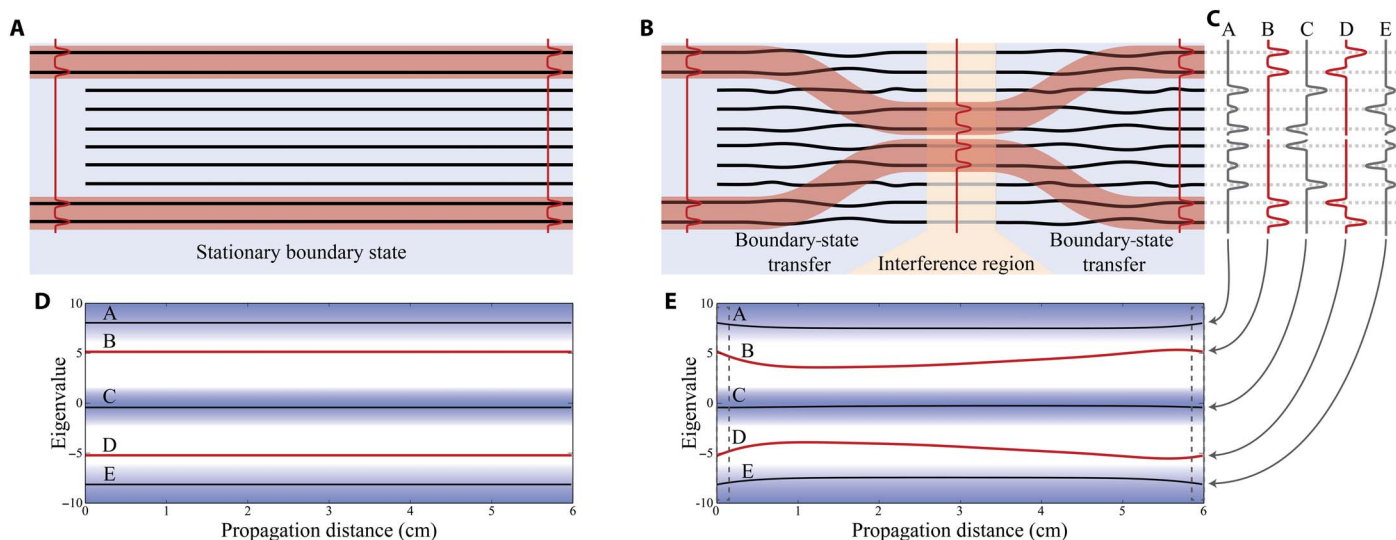 A
Stationary boundary state
B
Boundary-state
transfer
Interference region
Boundary-state
transfer
C
A B C D E
D
Eigenvalue
10
5
0
−5
−10
A
B
C
D
E
0 1 2 3 4 5 6
Propagation distance (cm)
E
Eigenvalue
10
5
0
−5
−10
A
B
C
D
E
0 1 2 3 4 5 6
Propagation distance (cm)